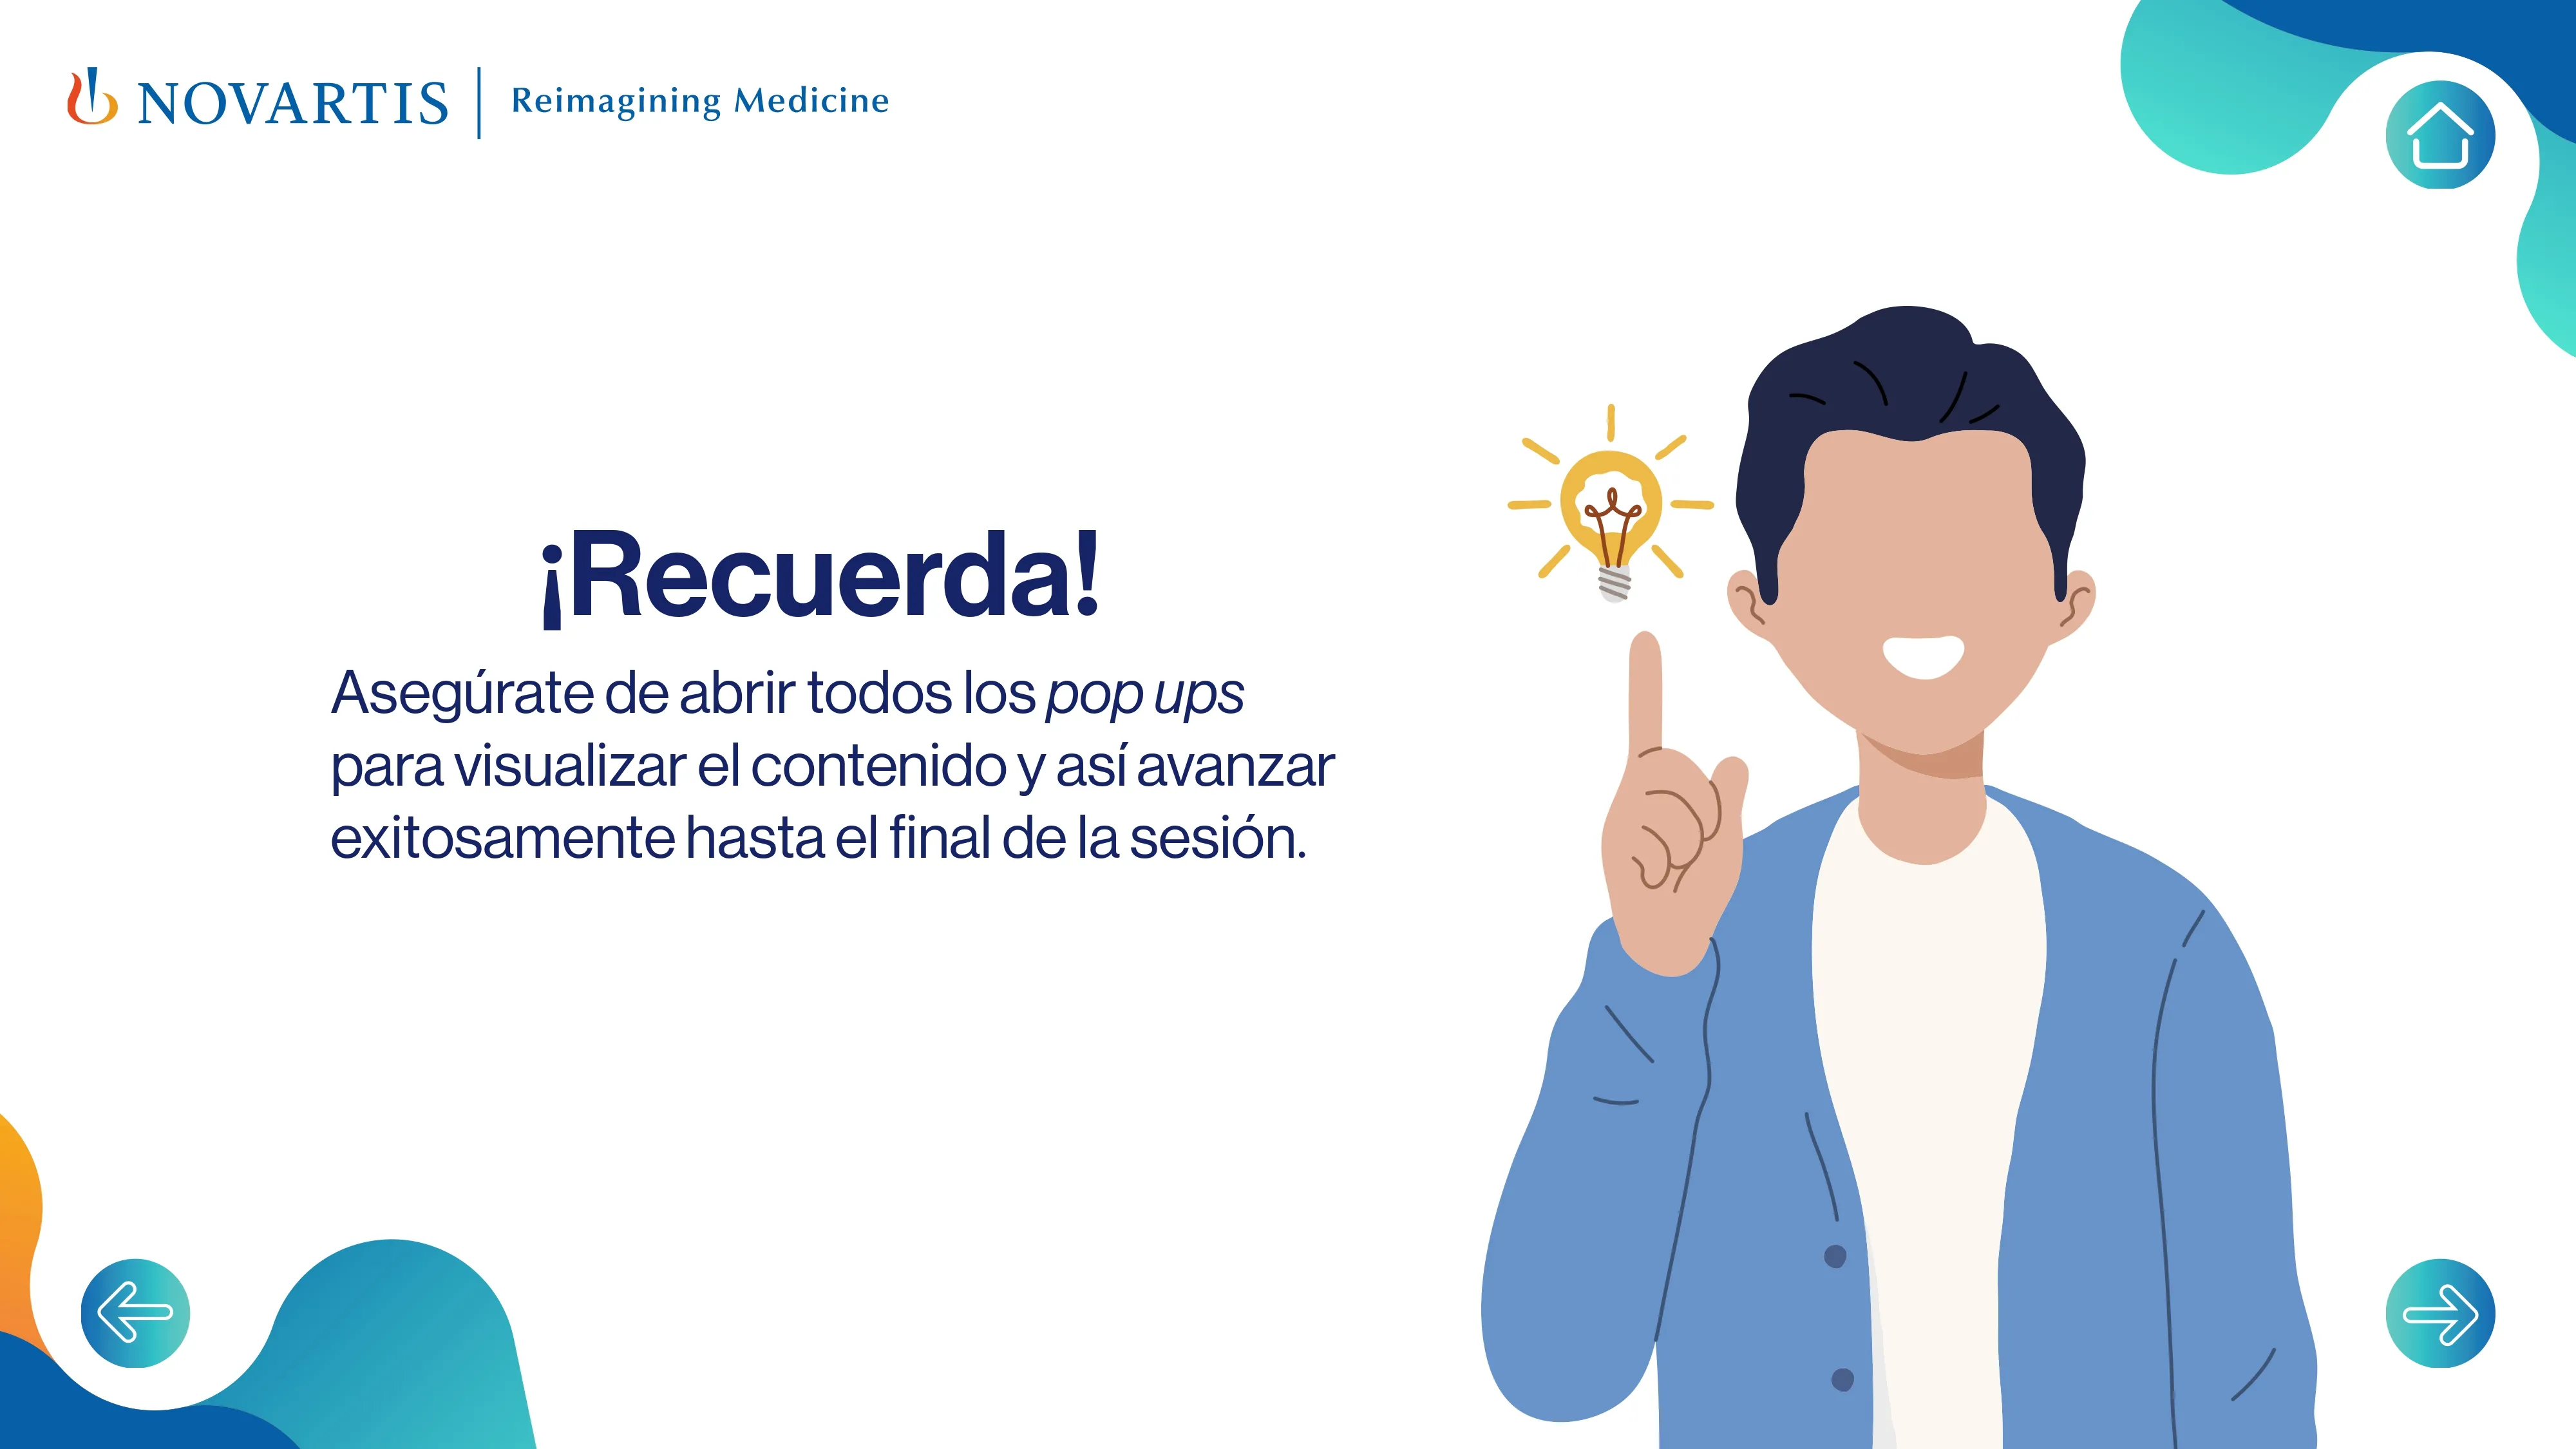 NOVARTIS | Reimagining Medicine
¡Recuerda!
Asegúrate de abrir todos los pop ups
para visualizar el contenido y así avanzar
exitosamente hasta el final de la sesión.